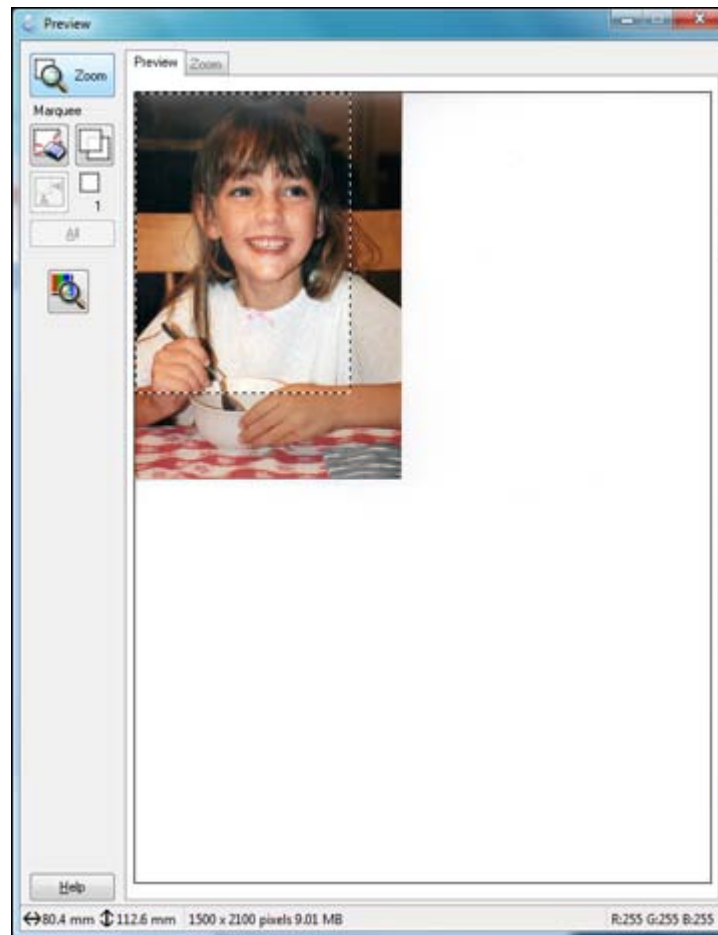 Preview
Zoom
Preview Zoom
Marquee
1
All
Help
80.4 mm 112.6 mm 1500 x 2100 pixels 9.01 MB R:255 G:255 B:255